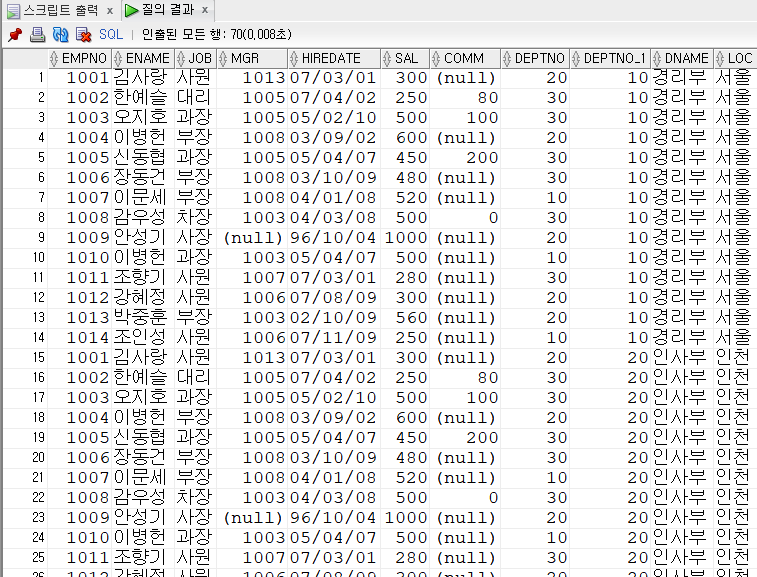 스크립트 출력 x 질의 결과 x
SQL | 인출된 모든 행: 70(0,008초)
EMPNO ENAME JOB MGR HIREDATE SAL COMM DEPTNO DEPTNO_1 DNAME LOC
1 1001 김사랑 사원 1013 07/03/01 300 (null) 20 10 경리부 서울
2 1002 한예슬 대리 1005 07/04/02 250 80 30 10 경리부 서울
3 1003 오지호 과장 1005 05/02/10 500 100 30 10 경리부 서울
4 1004 이병헌 부장 1008 03/09/02 600 (null) 20 10 경리부 서울
5 1005 신동협 과장 1005 05/04/07 450 200 30 10 경리부 서울
6 1006 장동건 부장 1008 03/10/09 480 (null) 30 10 경리부 서울
7 1007 이문세 부장 1008 04/01/08 520 (null) 10 10 경리부 서울
8 1008 감우성 차장 1003 04/03/08 500 0 30 10 경리부 서울
9 1009 안성기 사장 (null) 96/10/04 1000 (null) 20 10 경리부 서울
10 1010 이병헌 과장 1003 05/04/07 500 (null) 10 10 경리부 서울
11 1011 조향기 사원 1007 07/03/01 280 (null) 30 10 경리부 서울
12 1012 강혜정 사원 1006 07/08/09 300 (null) 20 10 경리부 서울
13 1013 박중훈 부장 1003 02/10/09 560 (null) 20 10 경리부 서울
14 1014 조인성 사원 1006 07/11/09 250 (null) 10 10 경리부 서울
15 1001 김사랑 사원 1013 07/03/01 300 (null) 20 20 인사부 인천
16 1002 한예슬 대리 1005 07/04/02 250 80 30 20 인사부 인천
17 1003 오지호 과장 1005 05/02/10 500 100 30 20 인사부 인천
18 1004 이병헌 부장 1008 03/09/02 600 (null) 20 20 인사부 인천
19 1005 신동협 과장 1005 05/04/07 450 200 30 20 인사부 인천
20 1006 장동건 부장 1008 03/10/09 480 (null) 30 20 인사부 인천
21 1007 이문세 부장 1008 04/01/08 520 (null) 10 20 인사부 인천
22 1008 감우성 차장 1003 04/03/08 500 0 30 20 인사부 인천
23 1009 안성기 사장 (null) 96/10/04 1000 (null) 20 20 인사부 인천
24 1010 이병헌 과장 1003 05/04/07 500 (null) 10 20 인사부 인천
25 1011 조향기 사원 1007 07/03/01 280 (null) 30 20 인사부 인천
26 1012 강혜정 사원 1006 07/08/09 300 (null) 20 20 인사부 인천